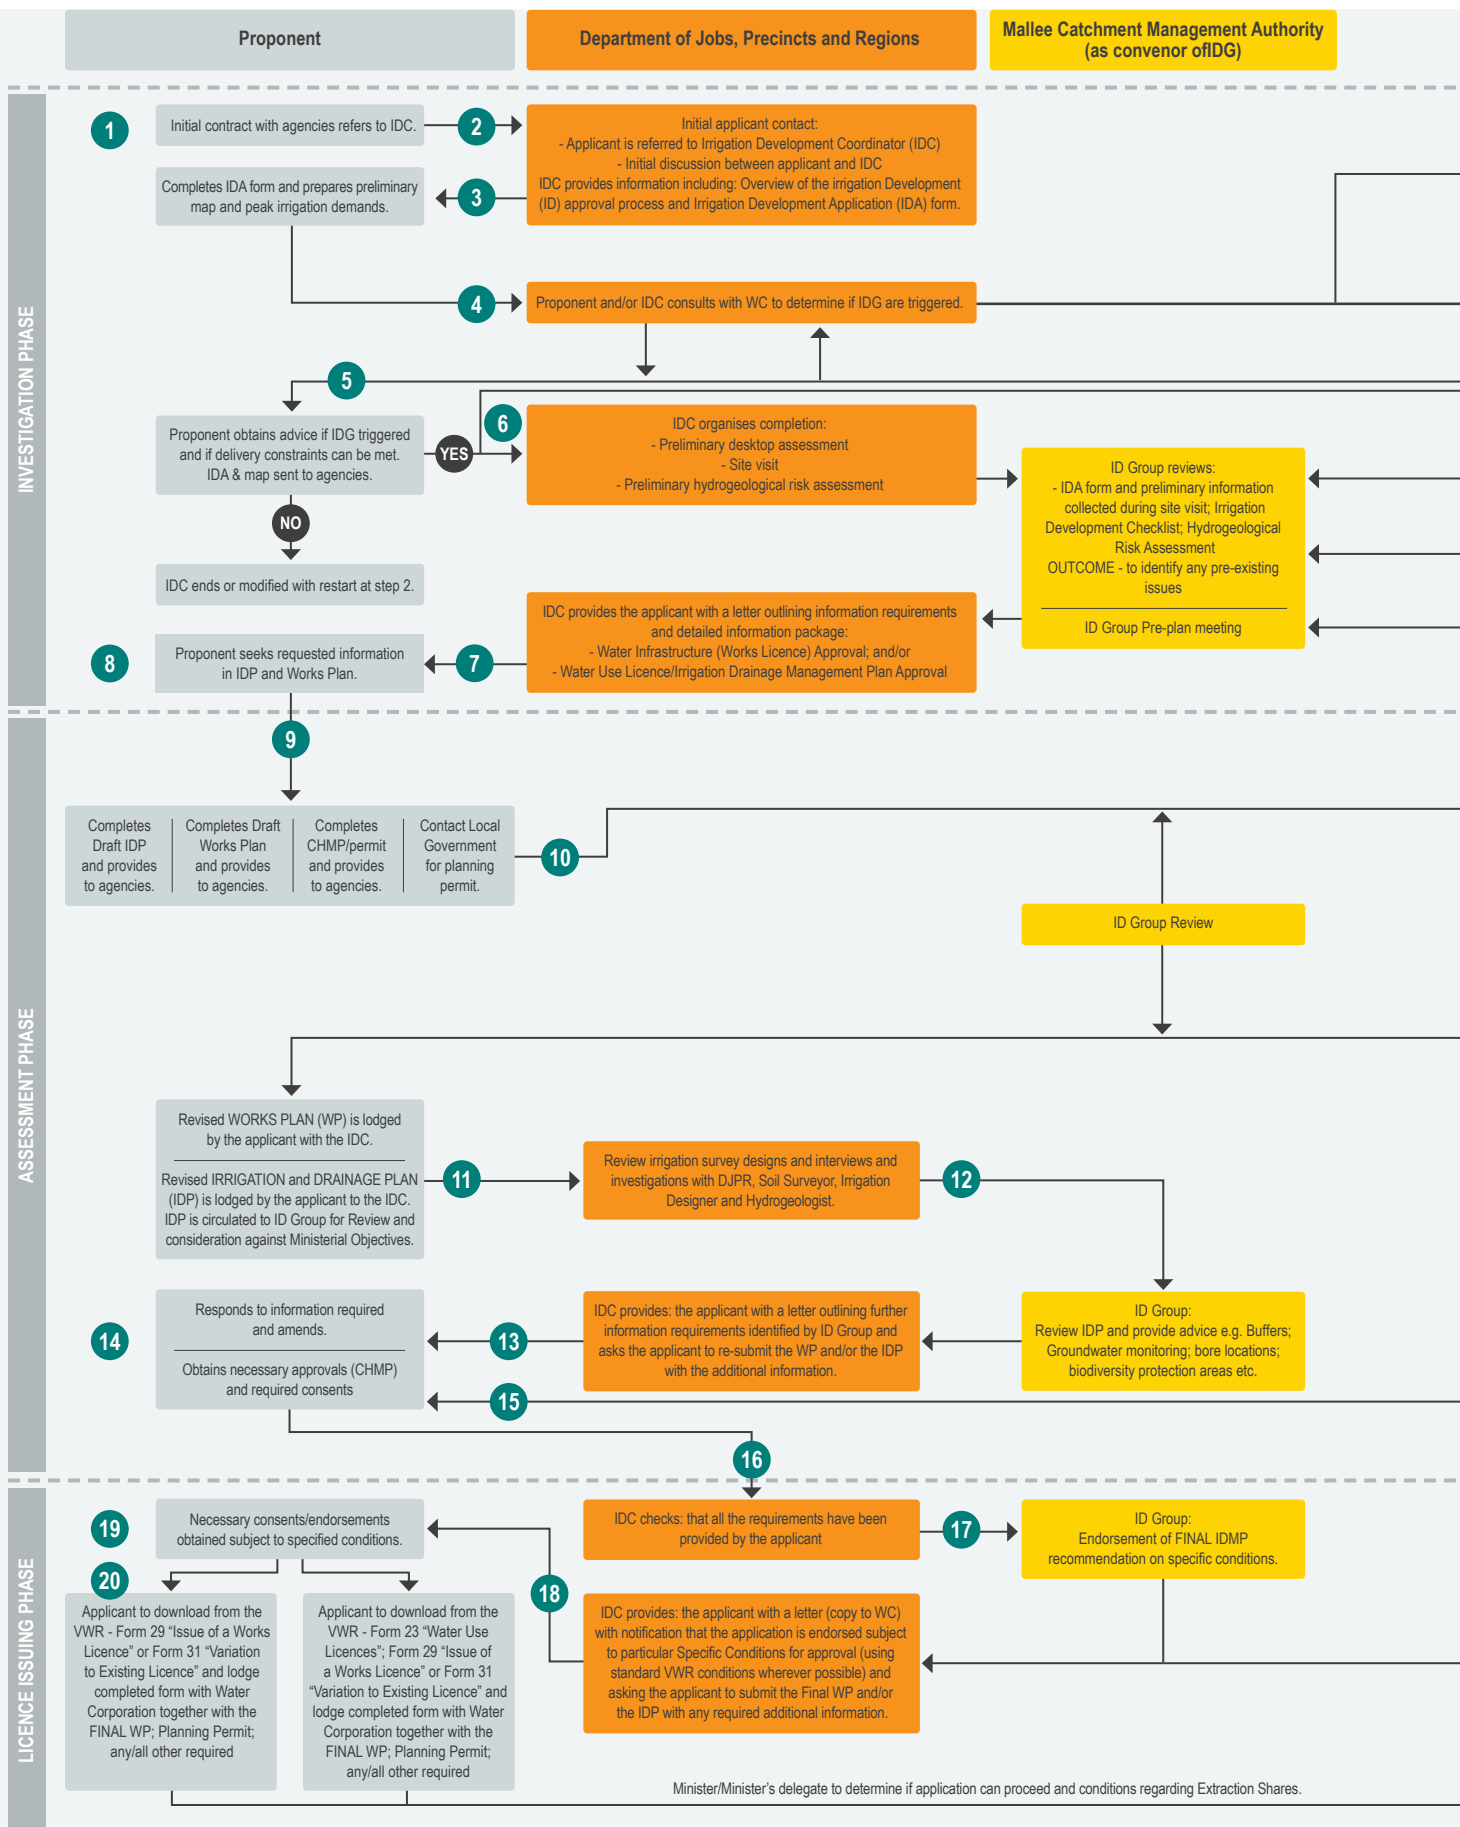 Proponent
Department of Jobs, Precincts and Regions
Mallee Catchment Management Authority
(as convenor ofIDG)
INVESTIGATION PHASE
1
Initial contract with agencies refers to IDC.
2
Initial applicant contact:
- Applicant is referred to Irrigation Development Coordinator (IDC)
- Initial discussion between applicant and IDC
IDC provides information including: Overview of the irrigation Development
(ID) approval process and Irrigation Development Application (IDA) form.
3
Completes IDA form and prepares preliminary
map and peak irrigation demands.
4
Proponent and/or IDC consults with WC to determine if IDG are triggered.
5
Proponent obtains advice if IDG triggered
and if delivery constraints can be met.
IDA & map sent to agencies.
YES
6
IDC organises completion:
- Preliminary desktop assessment
- Site visit
- Preliminary hydrogeological risk assessment
ID Group reviews:
- IDA form and preliminary information
collected during site visit; Irrigation
Development Checklist; Hydrogeological
Risk Assessment
OUTCOME - to identify any pre-existing
issues
ID Group Pre-plan meeting
NO
IDC ends or modified with restart at step 2.
IDC provides the applicant with a letter outlining information requirements
and detailed information package:
- Water Infrastructure (Works Licence) Approval; and/or
- Water Use Licence/Irrigation Drainage Management Plan Approval
7
8
Proponent seeks requested information
in IDP and Works Plan.
ASSESSMENT PHASE
9
Completes
Draft IDP
and provides
to agencies.
Completes Draft
Works Plan
and provides
to agencies.
Completes
CHMP/permit
and provides
to agencies.
Contact Local
Government
for planning
permit.
10
ID Group Review
Revised WORKS PLAN (WP) is lodged
by the applicant with the IDC.
Revised IRRIGATION and DRAINAGE PLAN
(IDP) is lodged by the applicant to the IDC.
IDP is circulated to ID Group for Review and
consideration against Ministerial Objectives.
11
Review irrigation survey designs and interviews and
investigations with DJPR, Soil Surveyor, Irrigation
Designer and Hydrogeologist.
12
ID Group:
Review IDP and provide advice e.g. Buffers;
Groundwater monitoring; bore locations;
biodiversity protection areas etc.
IDC provides: the applicant with a letter outlining further
information requirements identified by ID Group and
asks the applicant to re-submit the WP and/or the IDP
with the additional information.
13
14
Responds to information required
and amends.
Obtains necessary approvals (CHMP)
and required consents
15
16
LICENCE ISSUING PHASE
IDC checks: that all the requirements have been
provided by the applicant
17
ID Group:
Endorsement of FINAL IDMP
recommendation on specific conditions.
IDC provides: the applicant with a letter (copy to WC)
with notification that the application is endorsed subject
to particular Specific Conditions for approval (using
standard VWR conditions wherever possible) and
asking the applicant to submit the Final WP and/or
the IDP with any required additional information.
18
19
Necessary consents/endorsements
obtained subject to specified conditions.
20
Applicant to download from the
VWR - Form 29 “Issue of a Works
Licence” or Form 31 “Variation
to Existing Licence” and lodge
completed form with Water
Corporation together with the
FINAL WP; Planning Permit;
any/all other required
Applicant to download from the
VWR - Form 23 “Water Use
Licences”; Form 29 “Issue of
a Works Licence” or Form 31
“Variation to Existing Licence” and
lodge completed form with Water
Corporation together with the
FINAL WP; Planning Permit;
any/all other required
Minister/Minister’s delegate to determine if application can proceed and conditions regarding Extraction Shares.